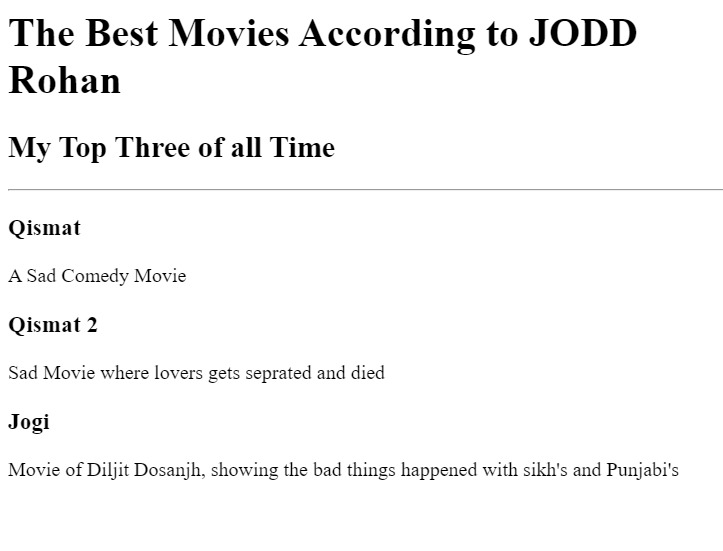 The Best Movies According to JODD
Rohan
My Top Three of all Time
Qismat
A Sad Comedy Movie
Qismat 2
Sad Movie where lovers gets seprated and died
Jogi
Movie of Diljit Dosanjh, showing the bad things happened with sikh's and Punjabi's